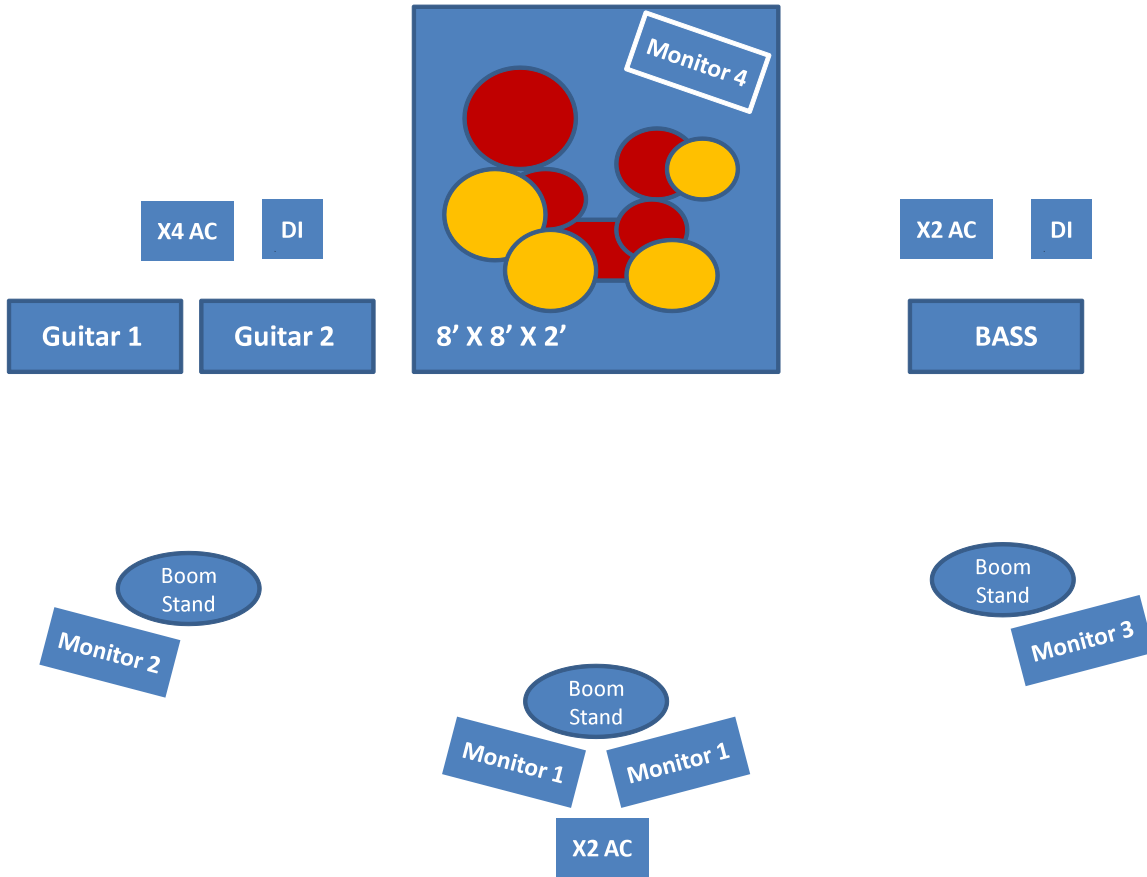 Monitor 4
X4 AC
DI
X2 AC
DI
Guitar 1
Guitar 2
8’ X 8’ X 2’
BASS
Boom
Stand
Monitor 2
Boom
Stand
Monitor 3
Boom
Stand
Monitor 1
Monitor 1
X2 AC